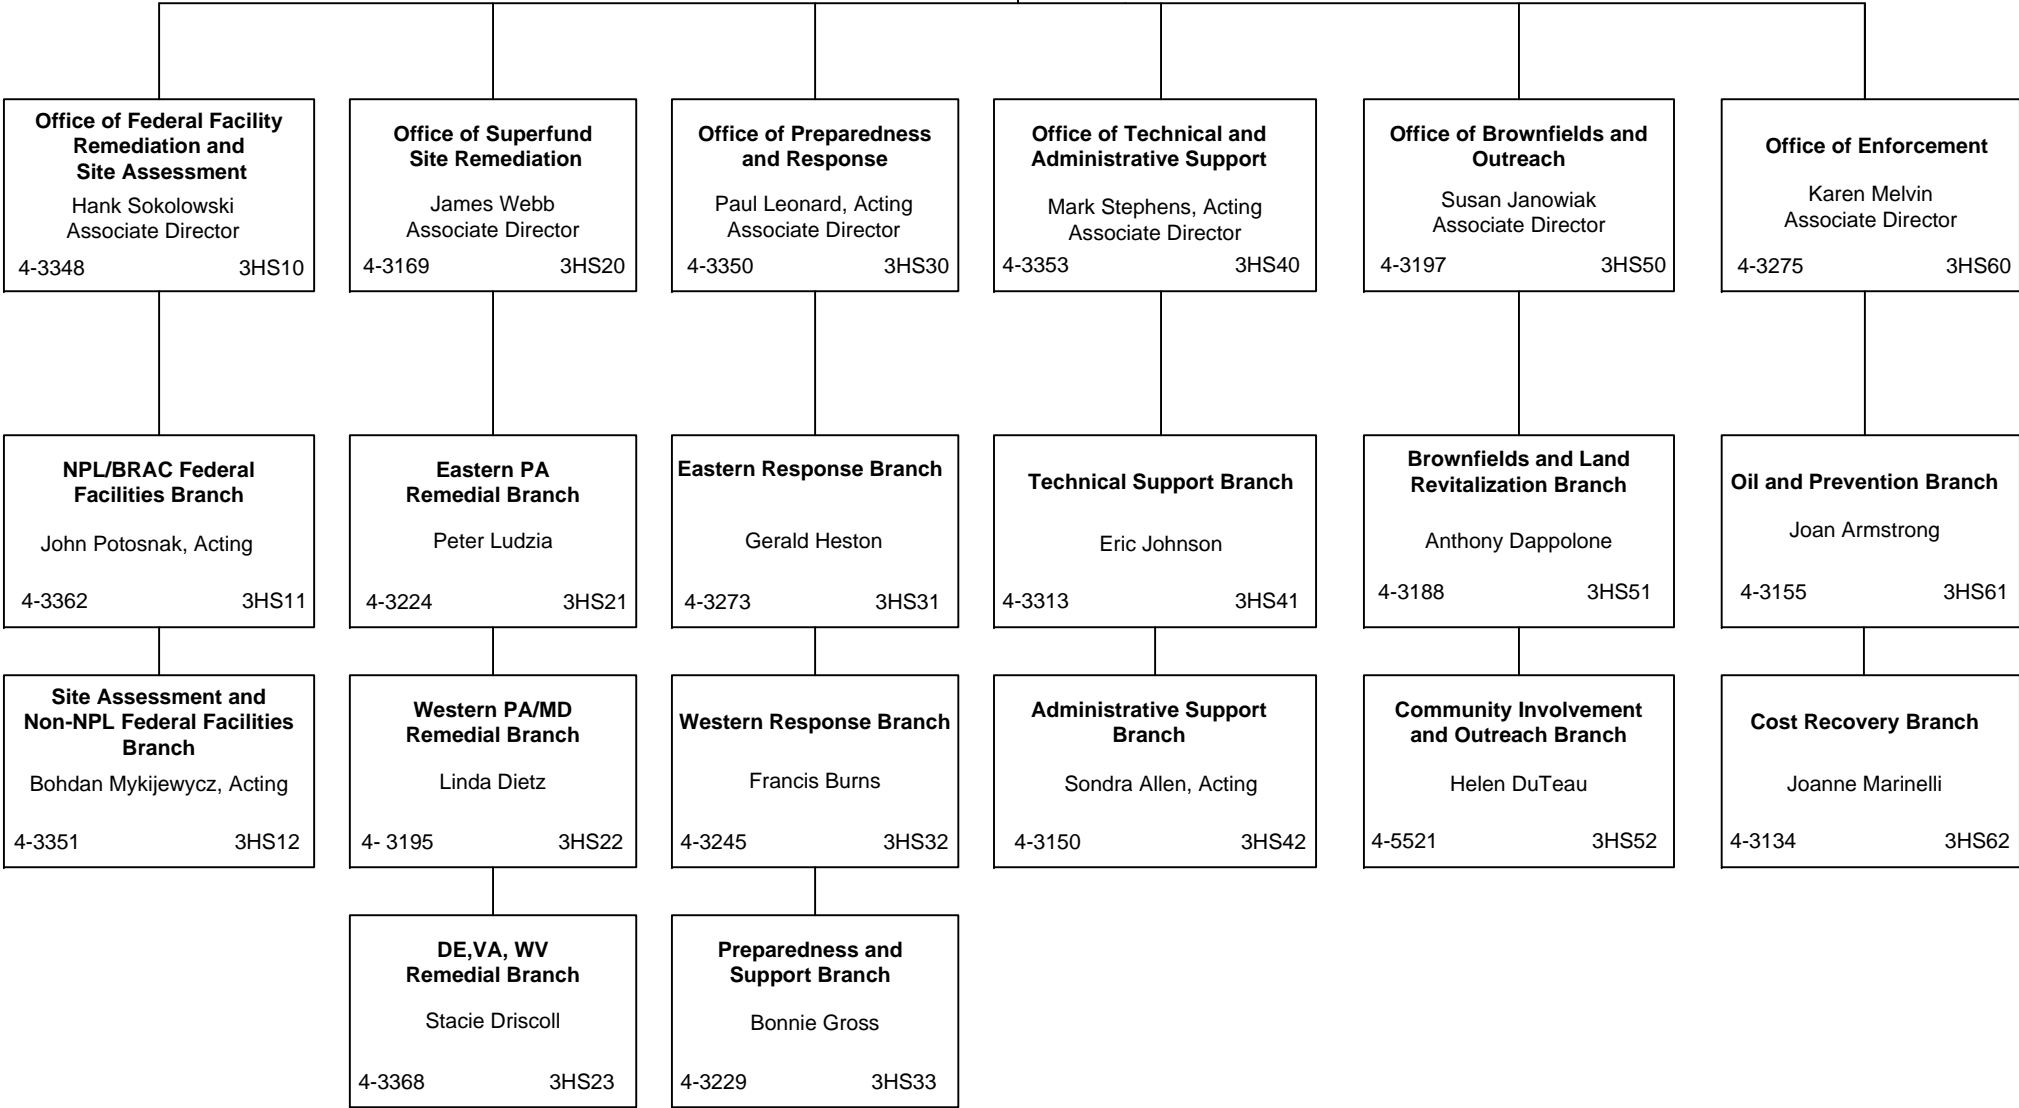 Office of Federal Facility
Remediation and
Site Assessment
Hank Sokolowski
Associate Director
4-3348 3HS10
Office of Superfund
Site Remediation
James Webb
Associate Director
4-3169 3HS20
Office of Preparedness
and Response
Paul Leonard, Acting
Associate Director
4-3350 3HS30
Office of Technical and
Administrative Support
Mark Stephens, Acting
Associate Director
4-3353 3HS40
Office of Brownfields and
Outreach
Susan Janowiak
Associate Director
4-3197 3HS50
Office of Enforcement
Karen Melvin
Associate Director
4-3275 3HS60
NPL/BRAC Federal
Facilities Branch
John Potosnak, Acting
4-3362 3HS11
Eastern PA
Remedial Branch
Peter Ludzia
4-3224 3HS21
Eastern Response Branch
Gerald Heston
4-3273 3HS31
Technical Support Branch
Eric Johnson
4-3313 3HS41
Brownfields and Land
Revitalization Branch
Anthony Dappolone
4-3188 3HS51
Oil and Prevention Branch
Joan Armstrong
4-3155 3HS61
Site Assessment and
Non-NPL Federal Facilities
Branch
Bohdan Mykijewycz, Acting
4-3351 3HS12
Western PA/MD
Remedial Branch
Linda Dietz
4- 3195 3HS22
Western Response Branch
Francis Burns
4-3245 3HS32
Administrative Support
Branch
Sondra Allen, Acting
4-3150 3HS42
Community Involvement
and Outreach Branch
Helen DuTeau
4-5521 3HS52
Cost Recovery Branch
Joanne Marinelli
4-3134 3HS62
DE,VA, WV
Remedial Branch
Stacie Driscoll
4-3368 3HS23
Preparedness and
Support Branch
Bonnie Gross
4-3229 3HS33